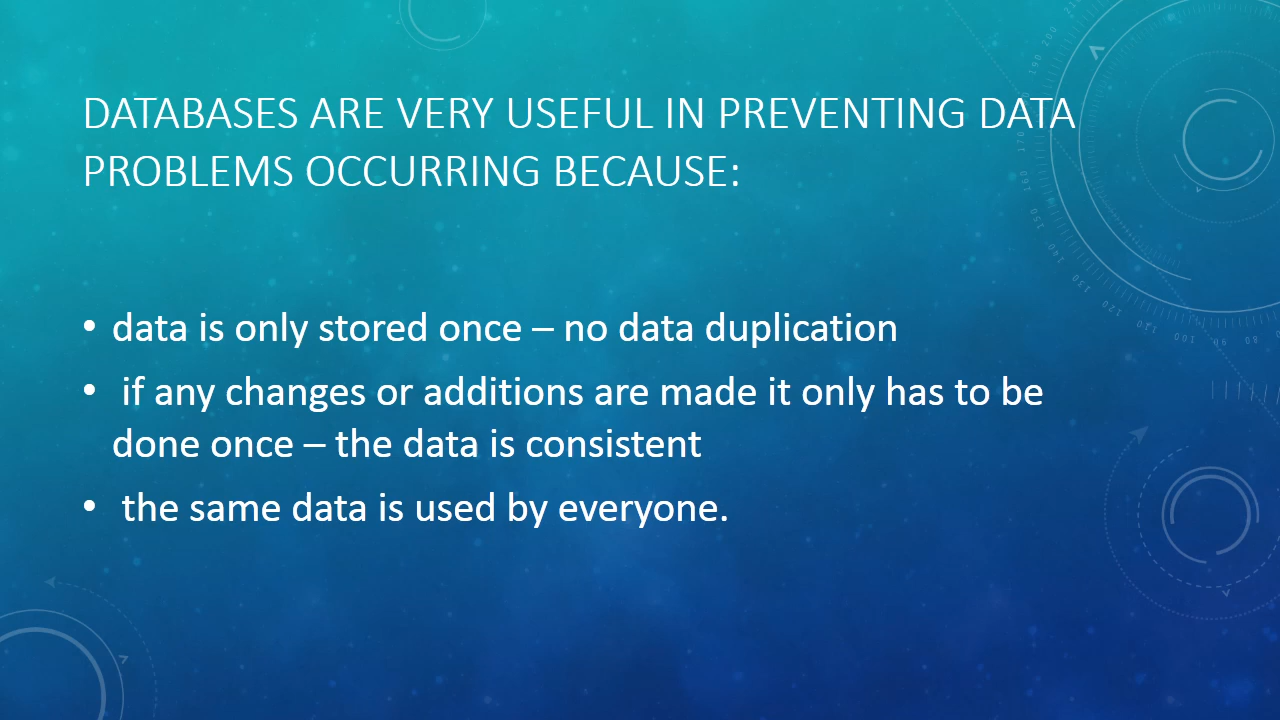 DATABASES ARE VERY USEFUL IN PREVENTING DATA
PROBLEMS OCCURRING BECAUSE:
• data is only stored once – no data duplication
• if any changes or additions are made it only has to be
done once – the data is consistent
• the same data is used by everyone.